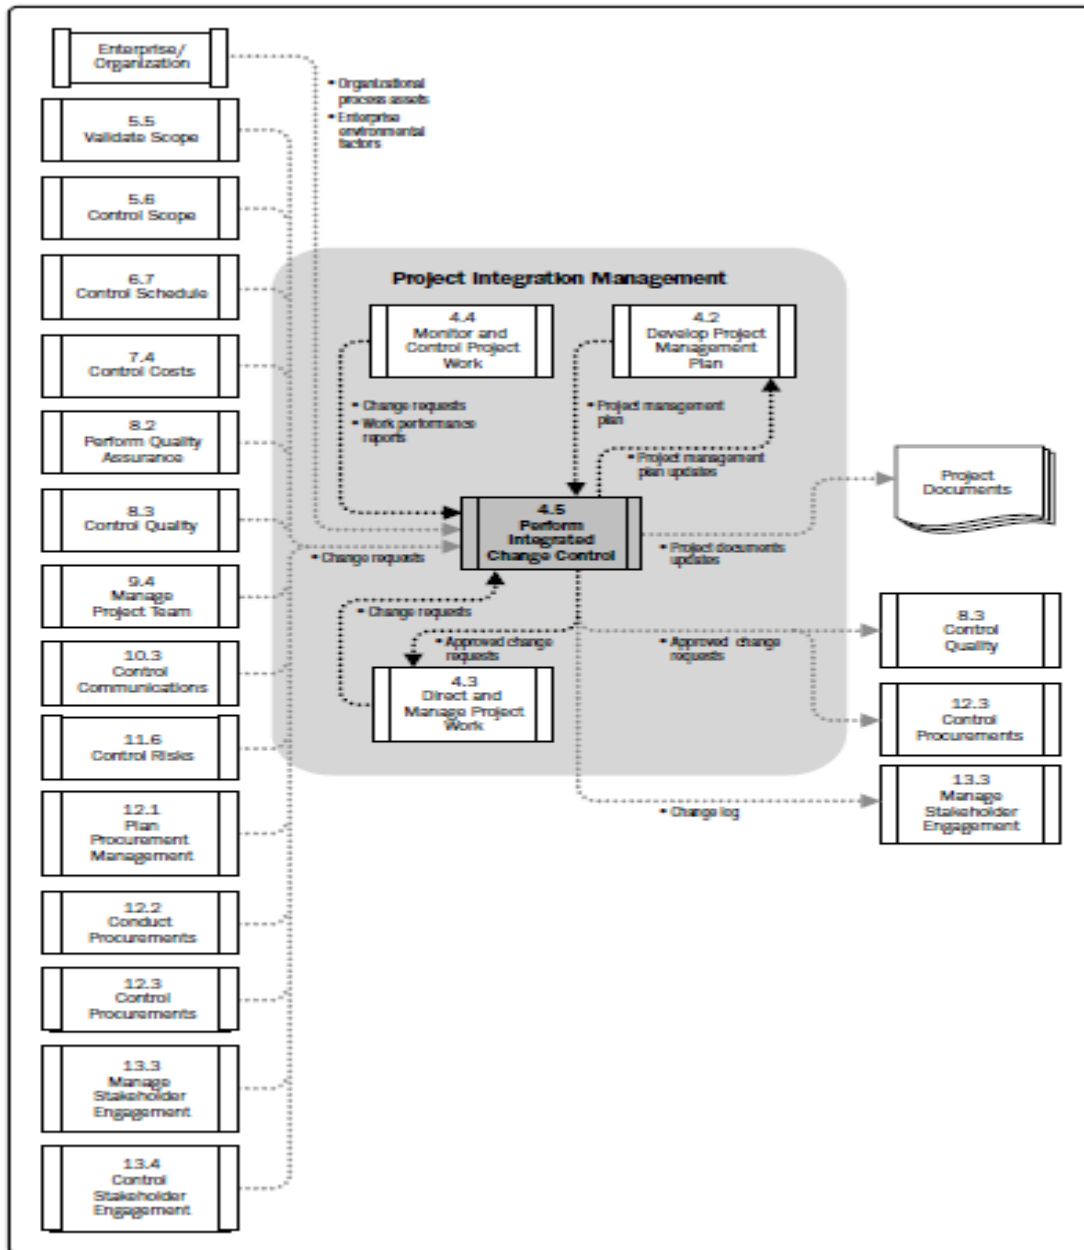 Enterprise/
Organization
• Organizational
process assets
• Enterprise
environmental
factors
5.5
Validate Scope
5.6
Control Scope
6.7
Control Schedule
7.4
Control Costs
8.2
Perform Quality
Assurance
8.3
Control Quality
9.4
Manage
Project Team
10.3
Control
Communications
11.6
Control Risks
12.1
Plan
Procurement
Management
12.2
Conduct
Procurements
12.3
Control
Procurements
13.3
Manage
Stakeholder
Engagement
13.4
Control
Stakeholder
Engagement
• Change requests
Project Integration Management
4.4
Monitor and
Control Project
Work
4.2
Develop Project
Management
Plan
• Change requests
• Work performance
reports
• Project management
plan
• Project management
plan updates
4.5
Perform
Integrated
Change Control
• Project documents
updates
• Change requests
• Approved change
requests
• Approved change
requests
4.3
Direct and
Manage Project
Work
• Change log
Project
Documents
8.3
Control
Quality
12.3
Control
Procurements
13.3
Manage
Stakeholder
Engagement